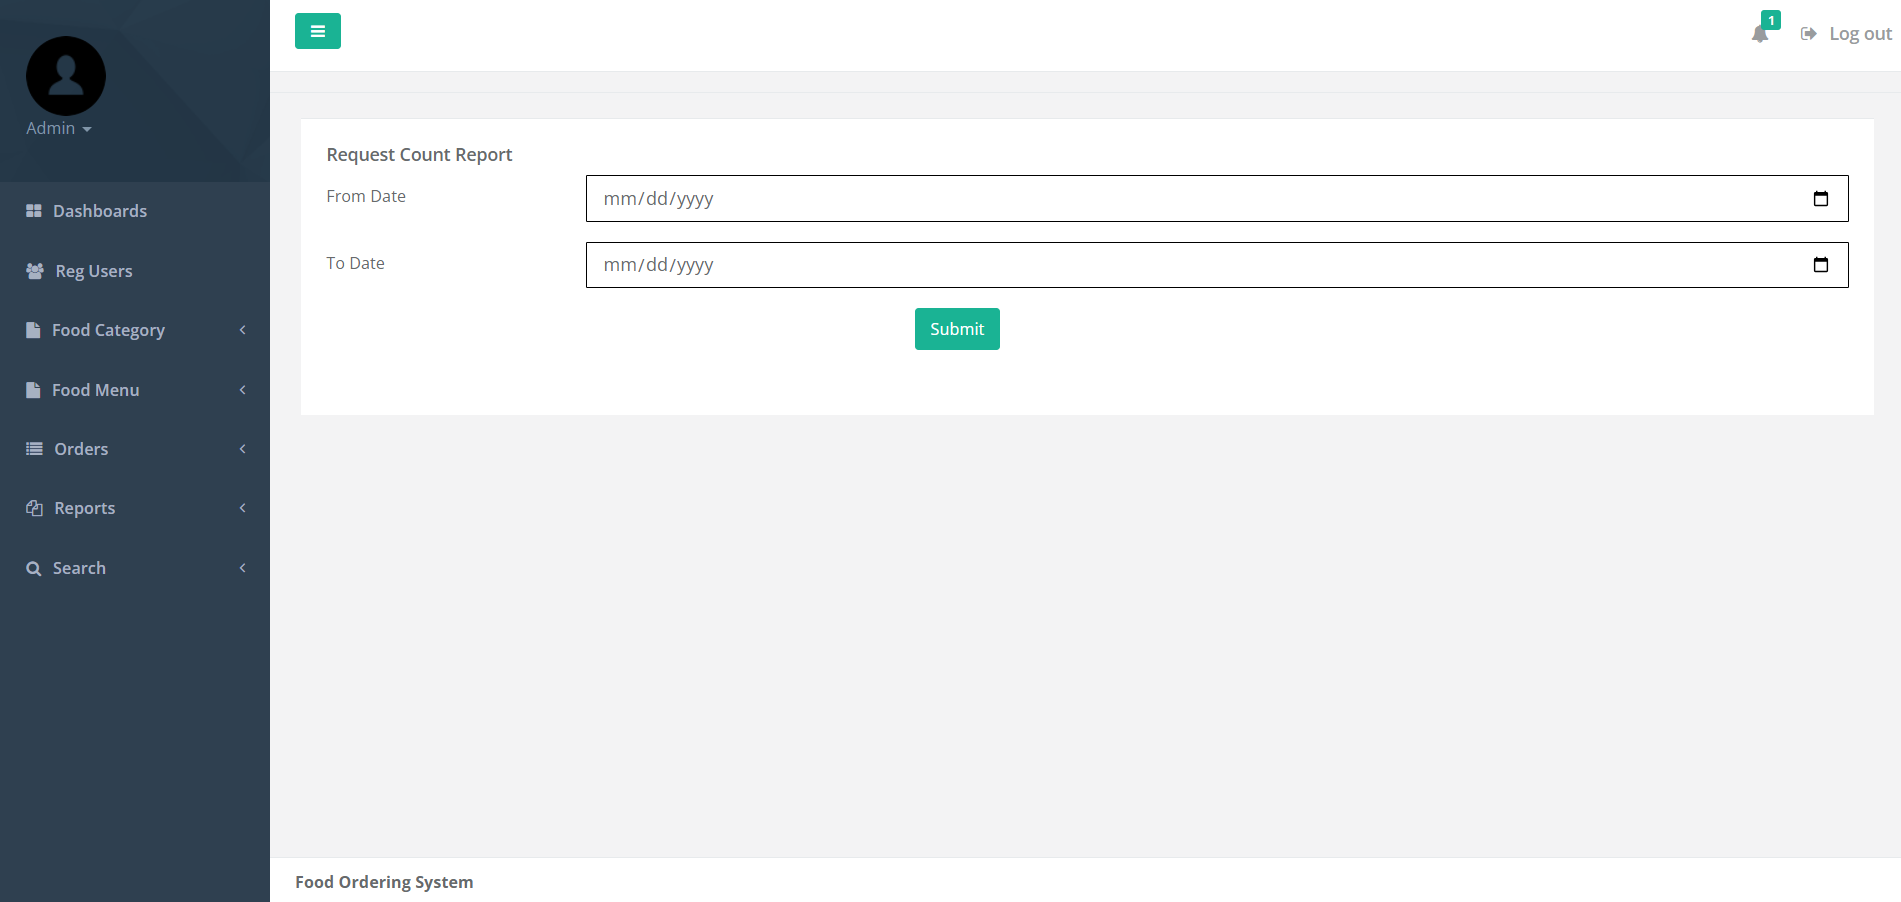 1
Log out
Admin
Dashboards
Reg Users
Food Category
Food Menu
Orders
Reports
Search
Request Count Report
From Date
mm/dd/yyyy
To Date
mm/dd/yyyy
Submit
Food Ordering System